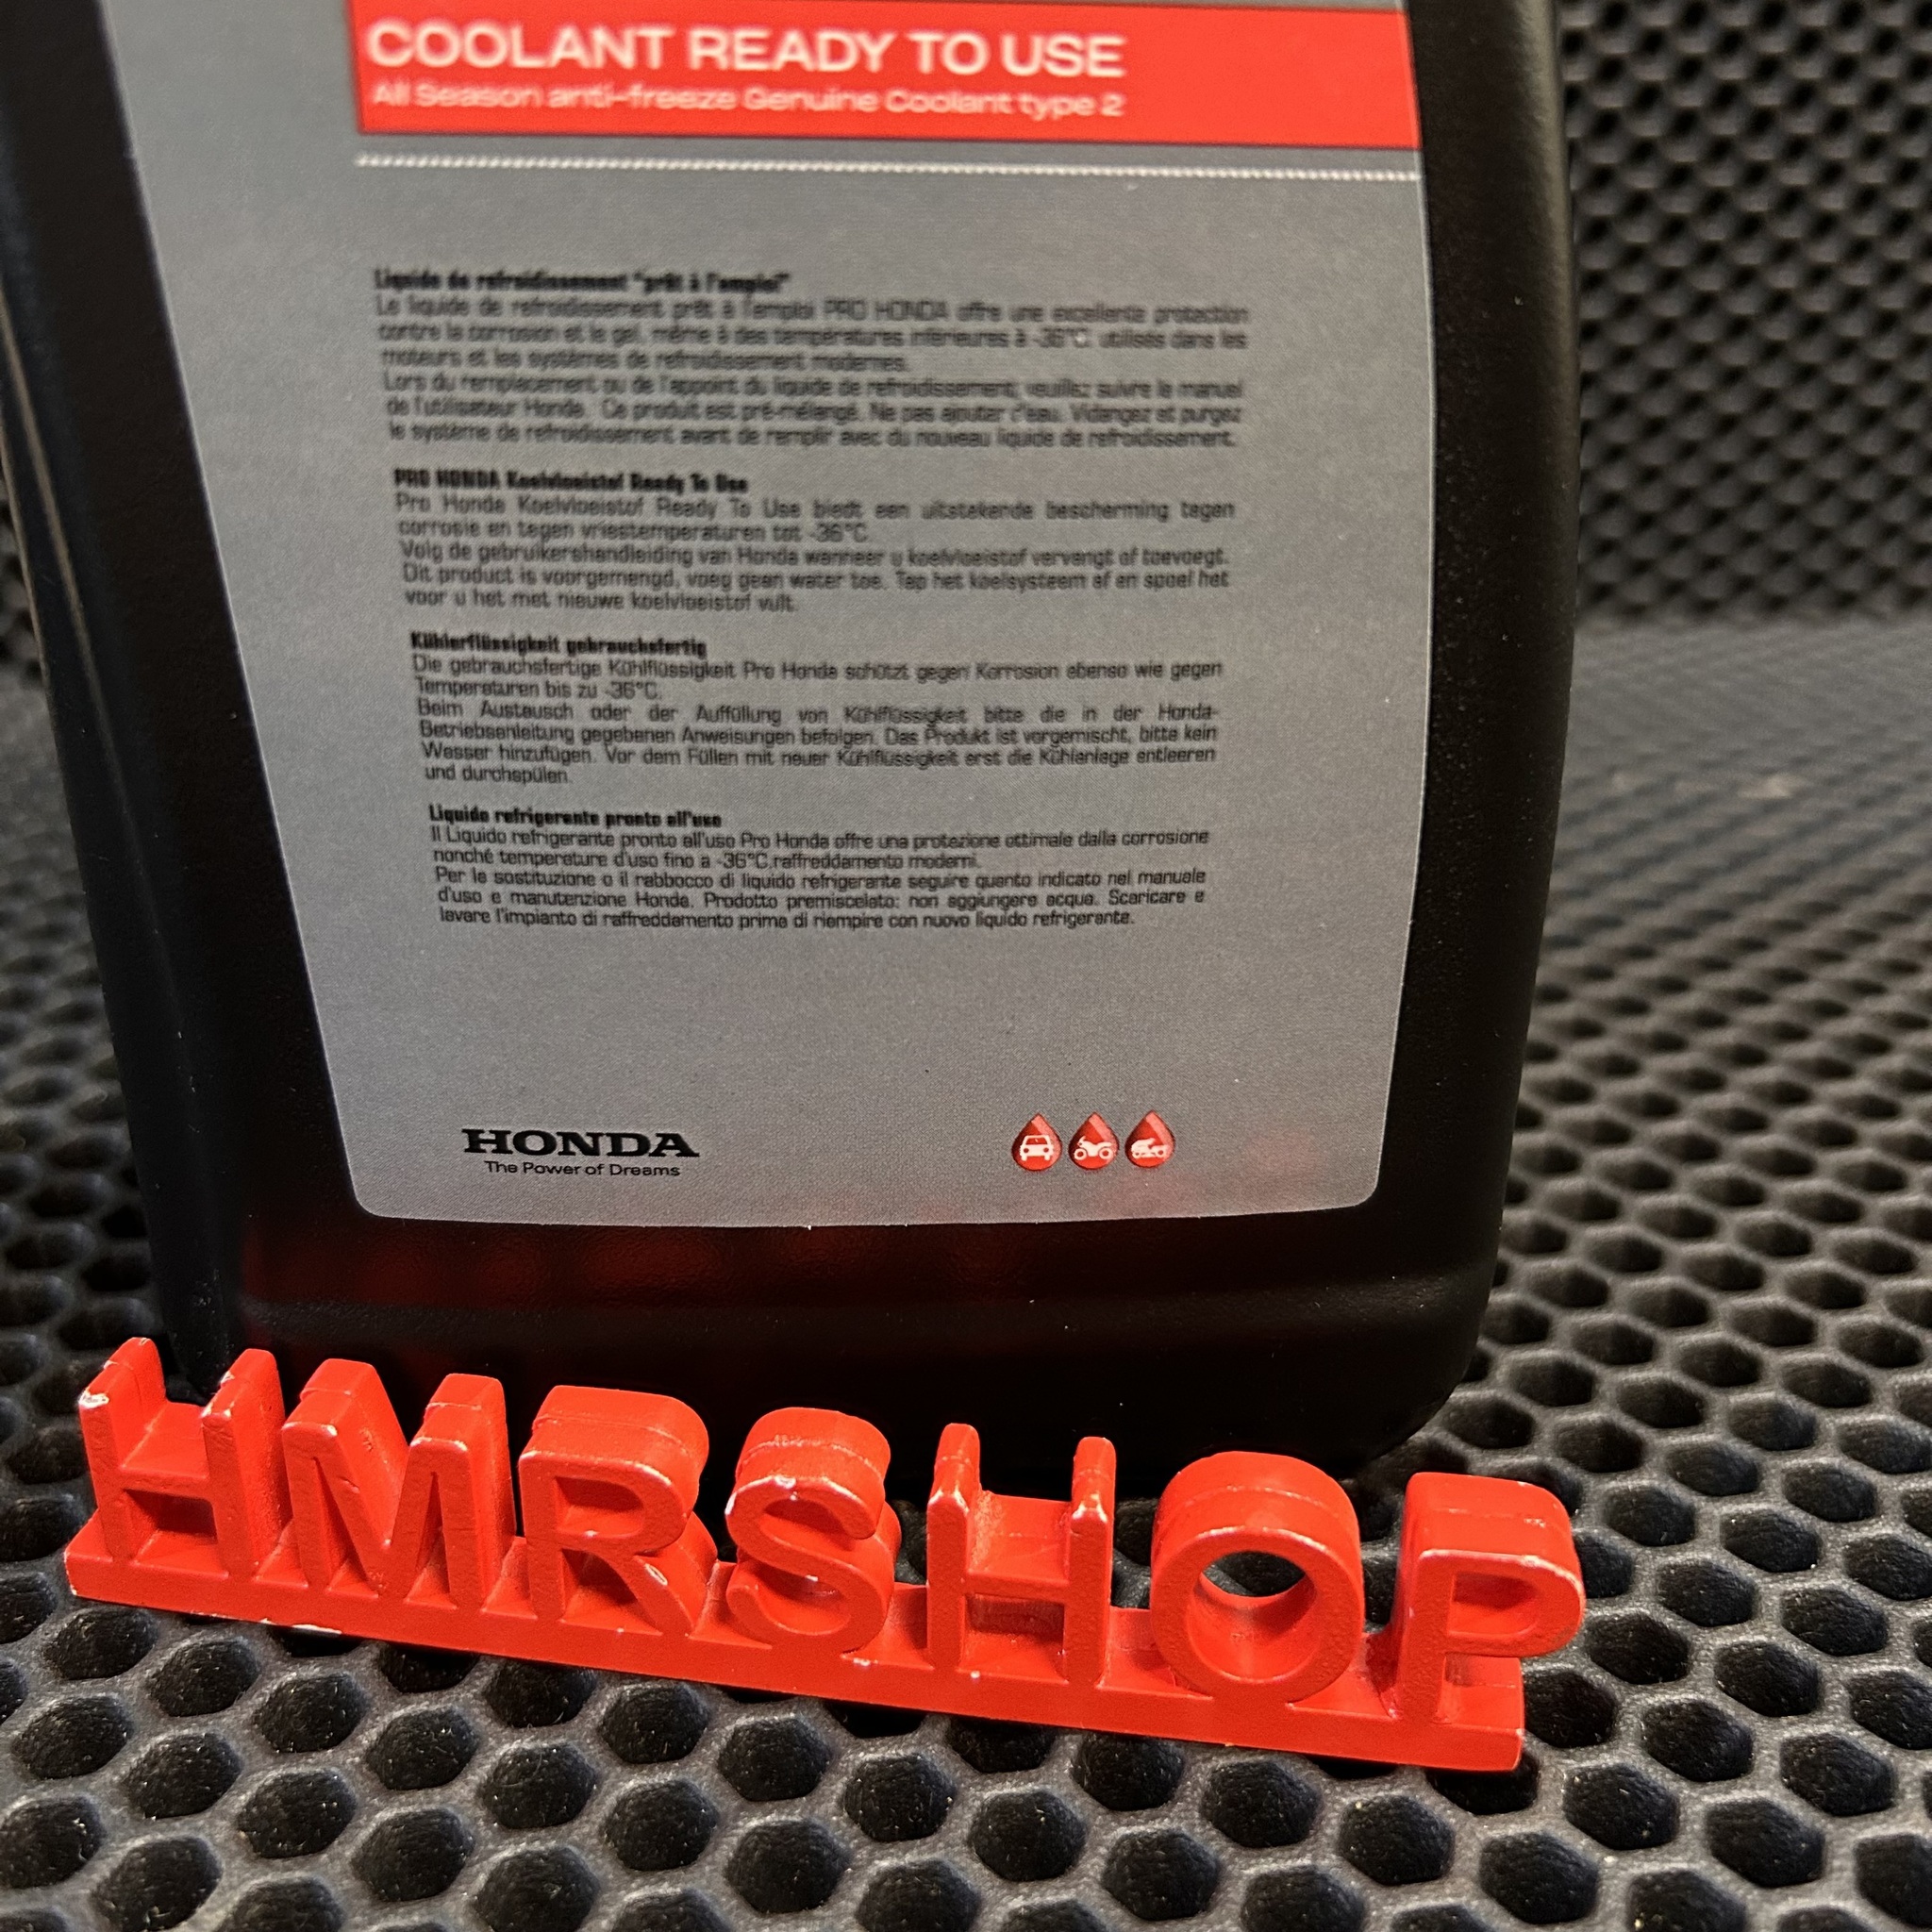 COOLANT READY TO USE
All Season anti-freeze Genuine Coolant type 2
Liquide de refroidissement "prêt à l'emploi"
Le liquide de refroidissement prêt à l'emploi PRO HONDA offre une excellente protection
contre la corrosion et le gel, même à des températures inférieures à -36°C. utilisés dans les
moteurs et les systèmes de refroidissement modernes.
Lors du remplacement ou de l'appoint du liquide de refroidissement, veuillez suivre le manuel
de l'utilisateur Honda. Ce produit est pré-mélangé. Ne pas ajouter d'eau. Vidangez et purgez
le système de refroidissement avant de remplir avec du nouveau liquide de refroidissement.
PRO HONDA Koelvloeistof Ready To Use
Pro Honda Koelvloeistof Ready To Use biedt een uitstekende bescherming tegen
corrosie en tegen vriestemperaturen tot -36°C.
Volg de gebruikershandleiding van Honda wanneer u koelvloeistof vervangt of toevoegt.
Dit product is voorgemengd, voeg geen water toe. Tap het koelsysteem af en spoel het
voor u het met nieuwe koelvloeistof vult.
Kühlerflüssigkeit gebrauchsfertig
Die gebrauchsfertige Kühlflüssigkeit Pro Honda schützt gegen Korrosion ebenso wie gegen
Temperaturen bis zu -36°C.
Beim Austausch oder der Auffüllung von Kühlflüssigkeit bitte die in der Honda-
Betriebsanleitung gegebenen Anweisungen befolgen. Das Produkt ist vorgemischt, bitte kein
Wasser hinzufügen. Vor dem Füllen mit neuer Kühlflüssigkeit erst die Kühlanlage entleeren
und durchspülen.
Liquido refrigerante pronto all'uso
Il Liquido refrigerante pronto all'uso Pro Honda offre una protezione ottimale dalla corrosione
nonché temperature d'uso fino a -36°C.raffreddamento moderni.
Per la sostituzione o il rabbocco di liquido refrigerante seguire quanto indicato nel manuale
d'uso e manutenzione Honda. Prodotto premiscelato: non aggiungere acqua. Scaricare e
lavare l'impianto di raffreddamento prima di riempire con nuovo liquido refrigerante.
HONDA
The Power of Dreams
HMRSHOP